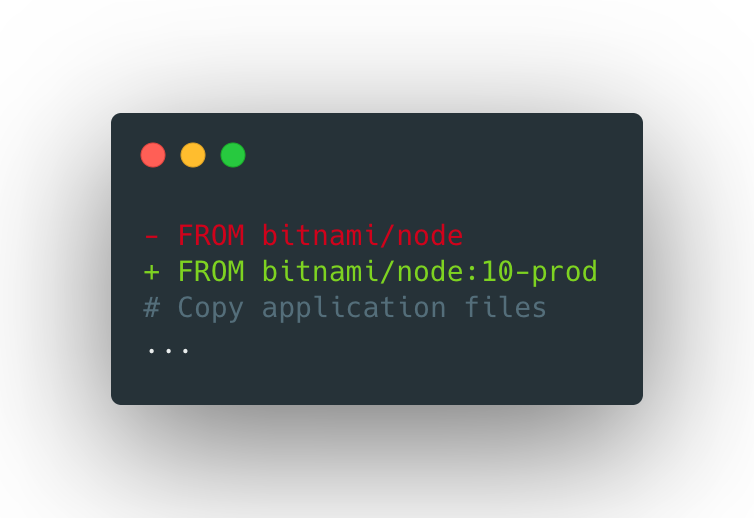 - FROM bitnami/node
+ FROM bitnami/node:10-prod
# Copy application files
...